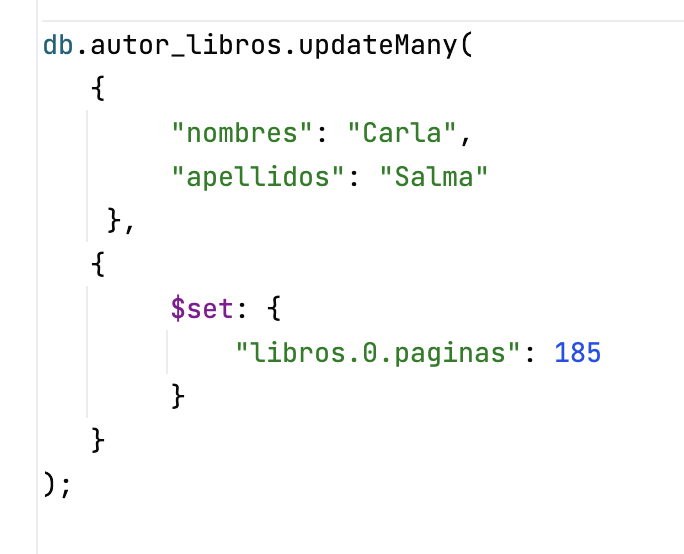 db.autor_libros.updateMany(
{
"nombres": "Carla",
"apellidos": "Salma"
},
{
$set: {
"libros.0.paginas": 185
}
}
);